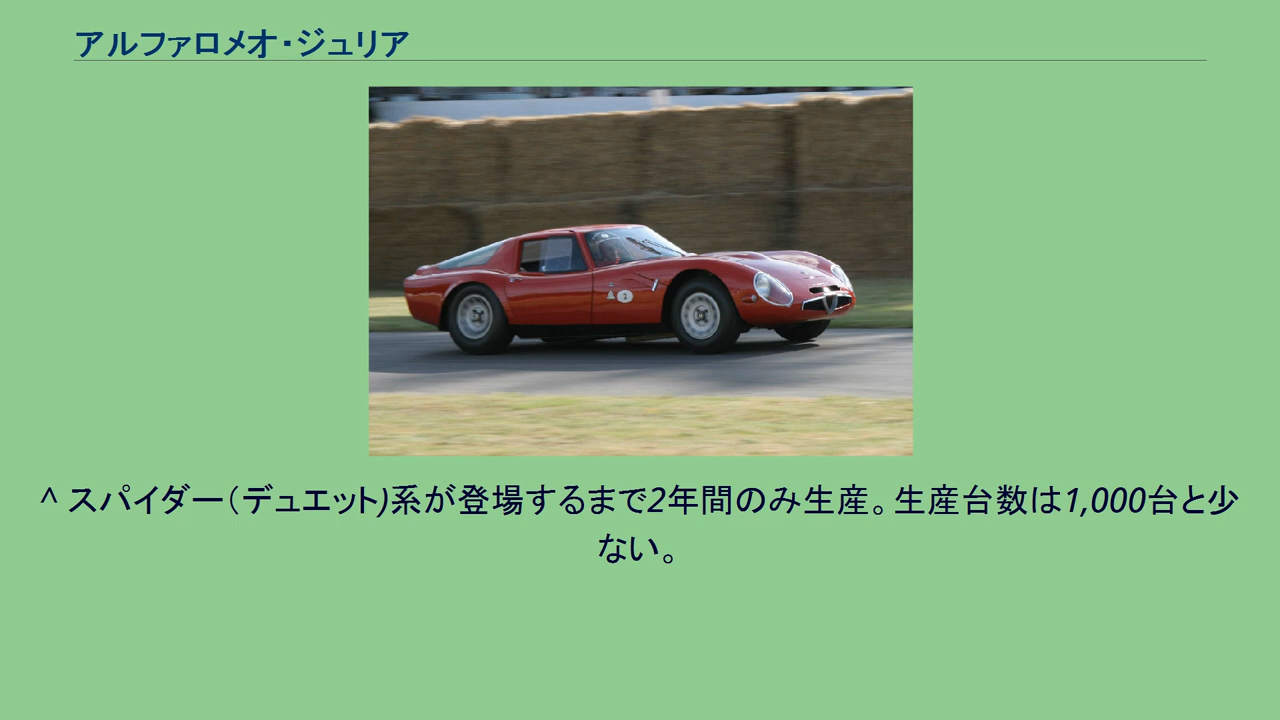 アルファロメオ・ジュリア
2
^ スパイダー（デュエット)系が登場するまで2年間のみ生産。生産台数は1,000台と少
ない。